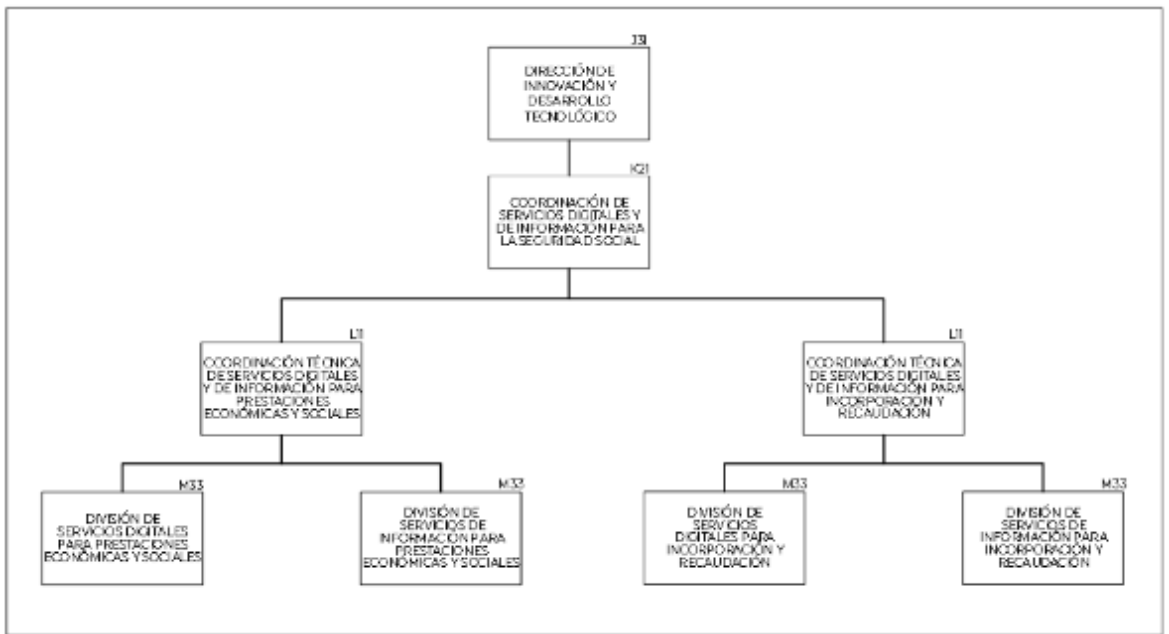 J31
DIRECCIÓN DE
INNOVACIÓN Y
DESARROLLO
TECNOLÓGICO
K21
COORDINACIÓN DE
SERVICIOS DIGITALES Y
DE INFORMACIÓN PARA
LA SEGURIDAD SOCIAL
L11
COORDINACIÓN TÉCNICA
DE SERVICIOS DIGITALES
Y DE INFORMACIÓN PARA
PRESTACIONES
ECONÓMICAS Y SOCIALES
L11
COORDINACIÓN TÉCNICA
DE SERVICIOS DIGITALES
Y DE INFORMACIÓN PARA
INCORPORACIÓN Y
RECAUDACIÓN
M33
DIVISIÓN DE
SERVICIOS DIGITALES
PARA PRESTACIONES
ECONÓMICAS Y SOCIALES
M33
DIVISIÓN DE
SERVICIOS DE
INFORMACIÓN PARA
PRESTACIONES
ECONÓMICAS Y SOCIALES
M33
DIVISIÓN DE
SERVICIOS
DIGITALES PARA
INCORPORACIÓN Y
RECAUDACIÓN
M33
DIVISIÓN DE
SERVICIOS DE
INFORMACIÓN PARA
INCORPORACIÓN Y
RECAUDACIÓN